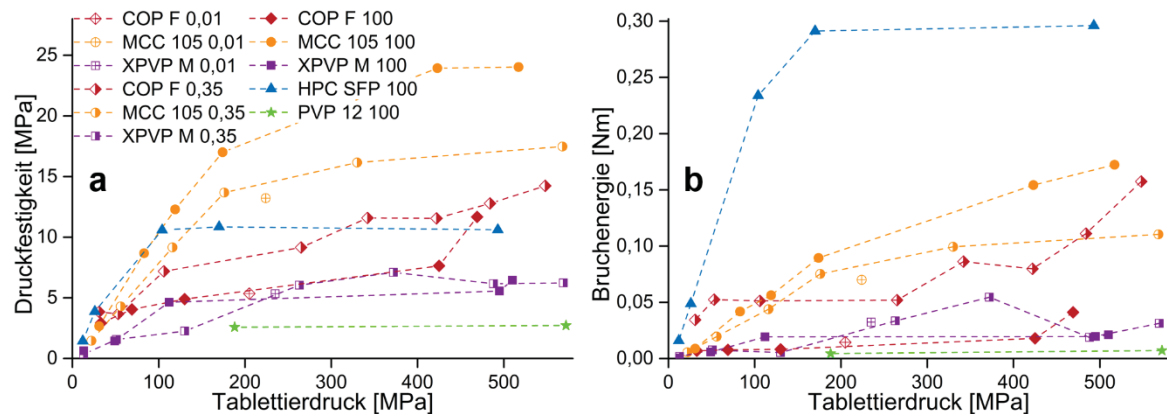 COP F 0,01
MCC 105 0,01
XPVP M 0,01
COP F 0,35
MCC 105 0,35
XPVP M 0,35
COP F 100
MCC 105 100
XPVP M 100
HPC SFP 100
PVP 12 100
a
Druckfestigkeit [MPa]
25
20
15
10
5
0
0 100 200 300 400 500
Tablettierdruck [MPa]
b
Bruchenergie [Nm]
0,30
0,25
0,20
0,15
0,10
0,05
0,00
0 100 200 300 400 500
Tablettierdruck [MPa]